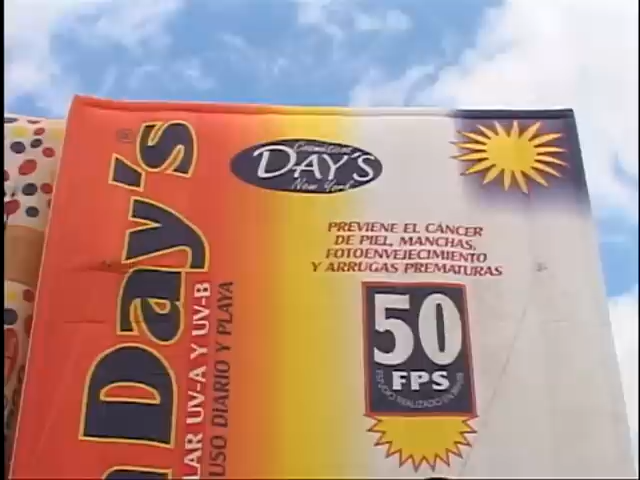 Day's
LAR UV-A Y UV-B
USO DIARIO Y PLAYA
DAY'S
New York
PREVIENE EL CÁNCER
DE PIEL, MANCHAS,
FOTOENVEJECIMIENTO
Y ARRUGAS PREMATURAS
50
FPS